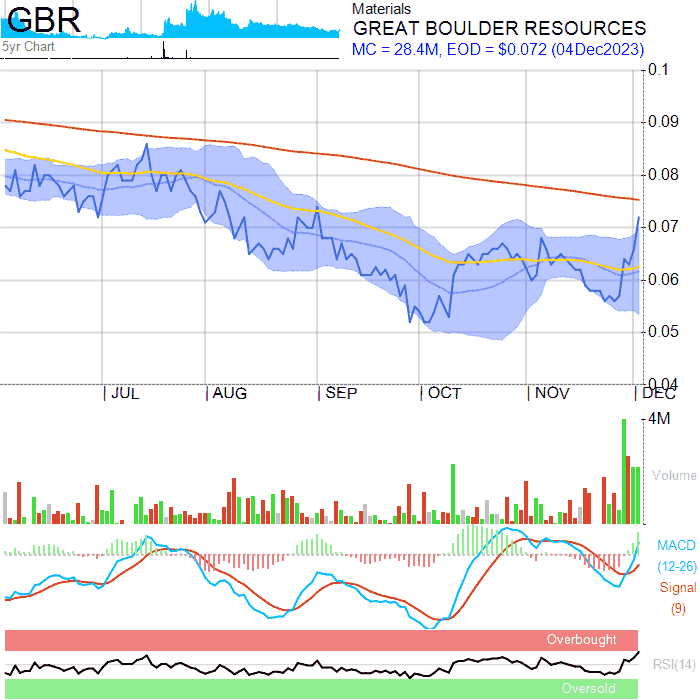 GBR
5yr Chart
Materials
GREAT BOULDER RESOURCES
MC = 28.4M, EOD = $0.072 (04Dec2023)
0.1
0.09
0.08
0.07
0.06
0.05
0.04
JUL AUG SEP OCT NOV DEC
4M
Volume
MACD
(12-26)
Signal
(9)
Overbought
RSI(14)
Oversold